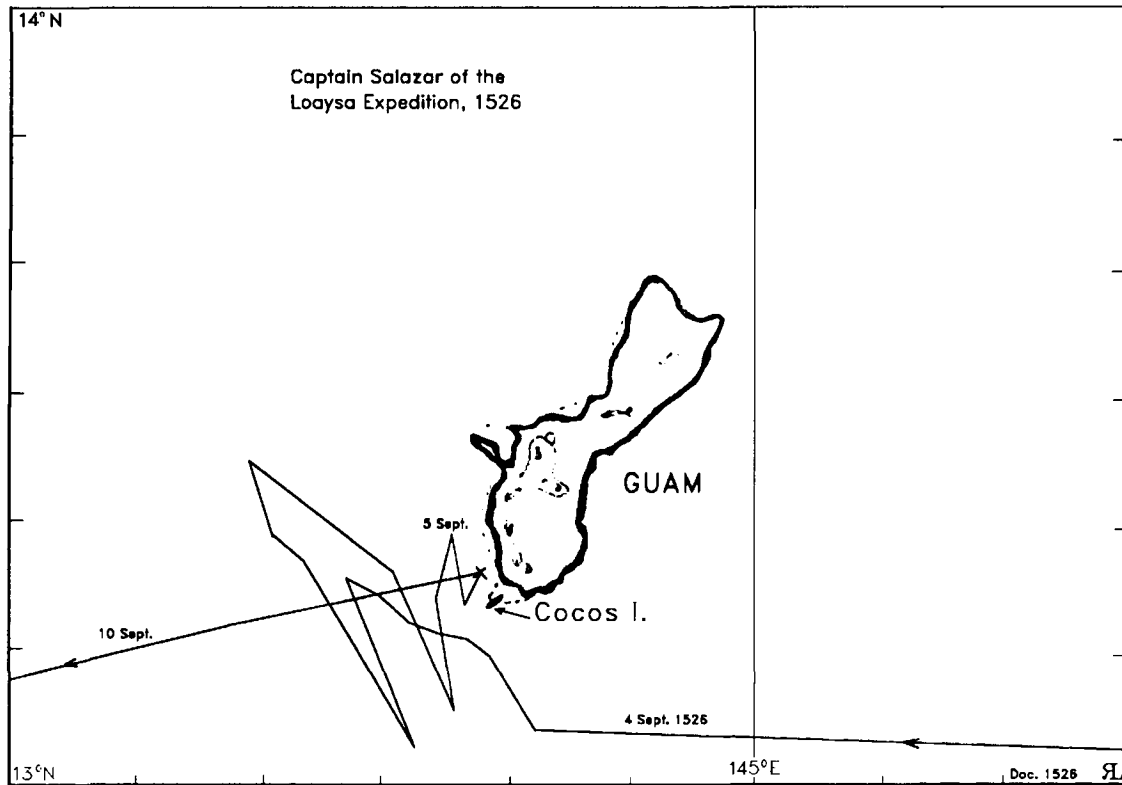 14°N
Captain Salazar of the
Loaysa Expedition, 1526
GUAM
5 Sept.
Cocos I.
10 Sept.
4 Sept. 1526
13°N
145°E
Doc. 1526